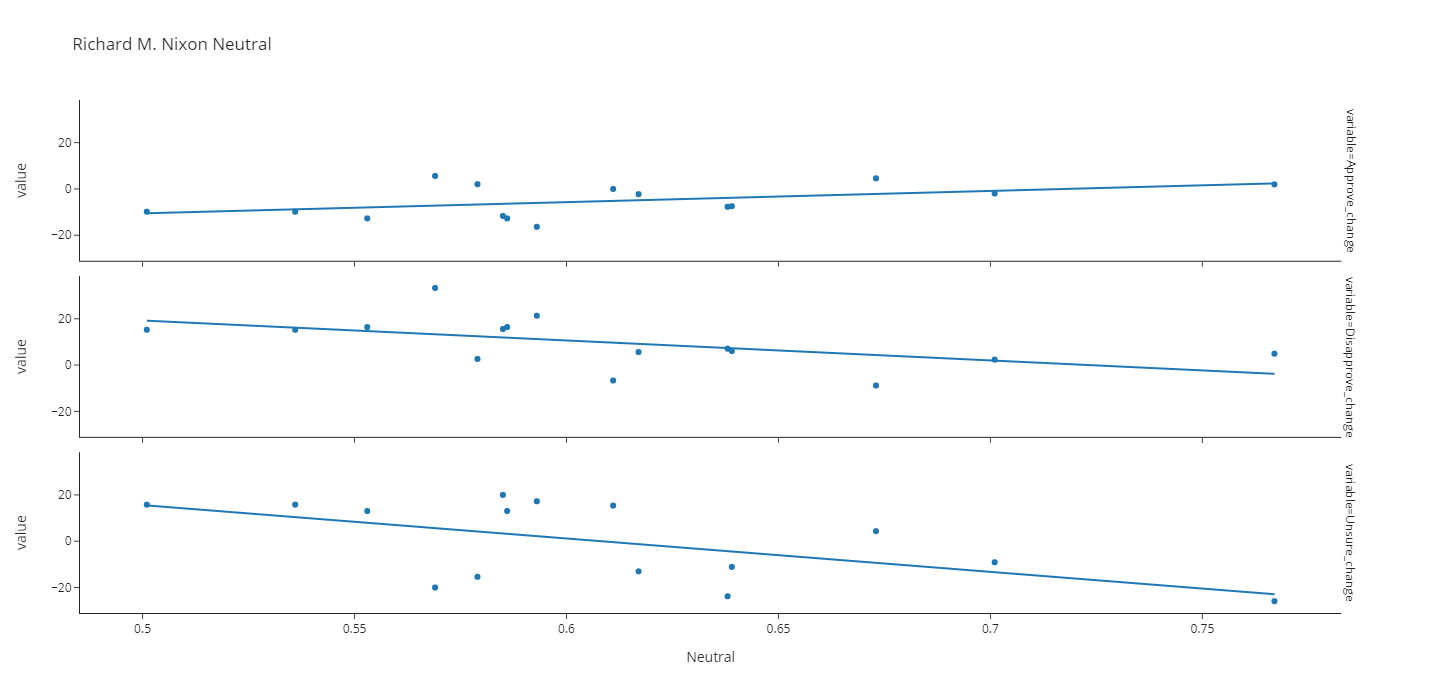 Richard M. Nixon Neutral
value
20
0
−20
variable=Approve_change
value
20
0
−20
variable=Disapprove_change
value
20
0
−20
variable=Unsure_change
0.5
0.55
0.6
0.65
0.7
0.75
Neutral